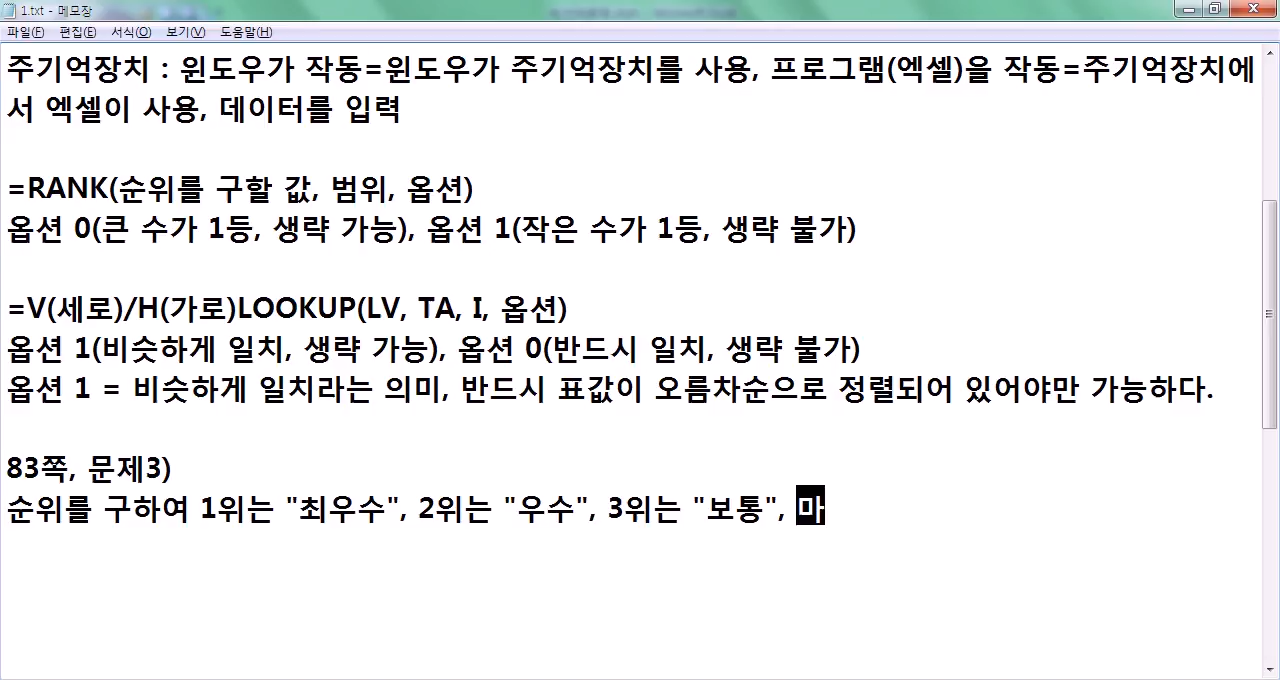 1.txt - 메모장
파일(F) 편집(E) 서식(O) 보기(V) 도움말(H)
주기억장치 : 윈도우가 작동=윈도우가 주기억장치를 사용, 프로그램(엑셀)을 작동=주기억장치에
서 엑셀이 사용, 데이터를 입력
=RANK(순위를 구할 값, 범위, 옵션)
옵션 0(큰 수가 1등, 생략 가능), 옵션 1(작은 수가 1등, 생략 불가)
=V(세로)/H(가로)LOOKUP(LV, TA, I, 옵션)
옵션 1(비슷하게 일치, 생략 가능), 옵션 0(반드시 일치, 생략 불가)
옵션 1 = 비슷하게 일치라는 의미, 반드시 표값이 오름차순으로 정렬되어 있어야만 가능하다.
83쪽, 문제3)
순위를 구하여 1위는 "최우수", 2위는 "우수", 3위는 "보통", 마